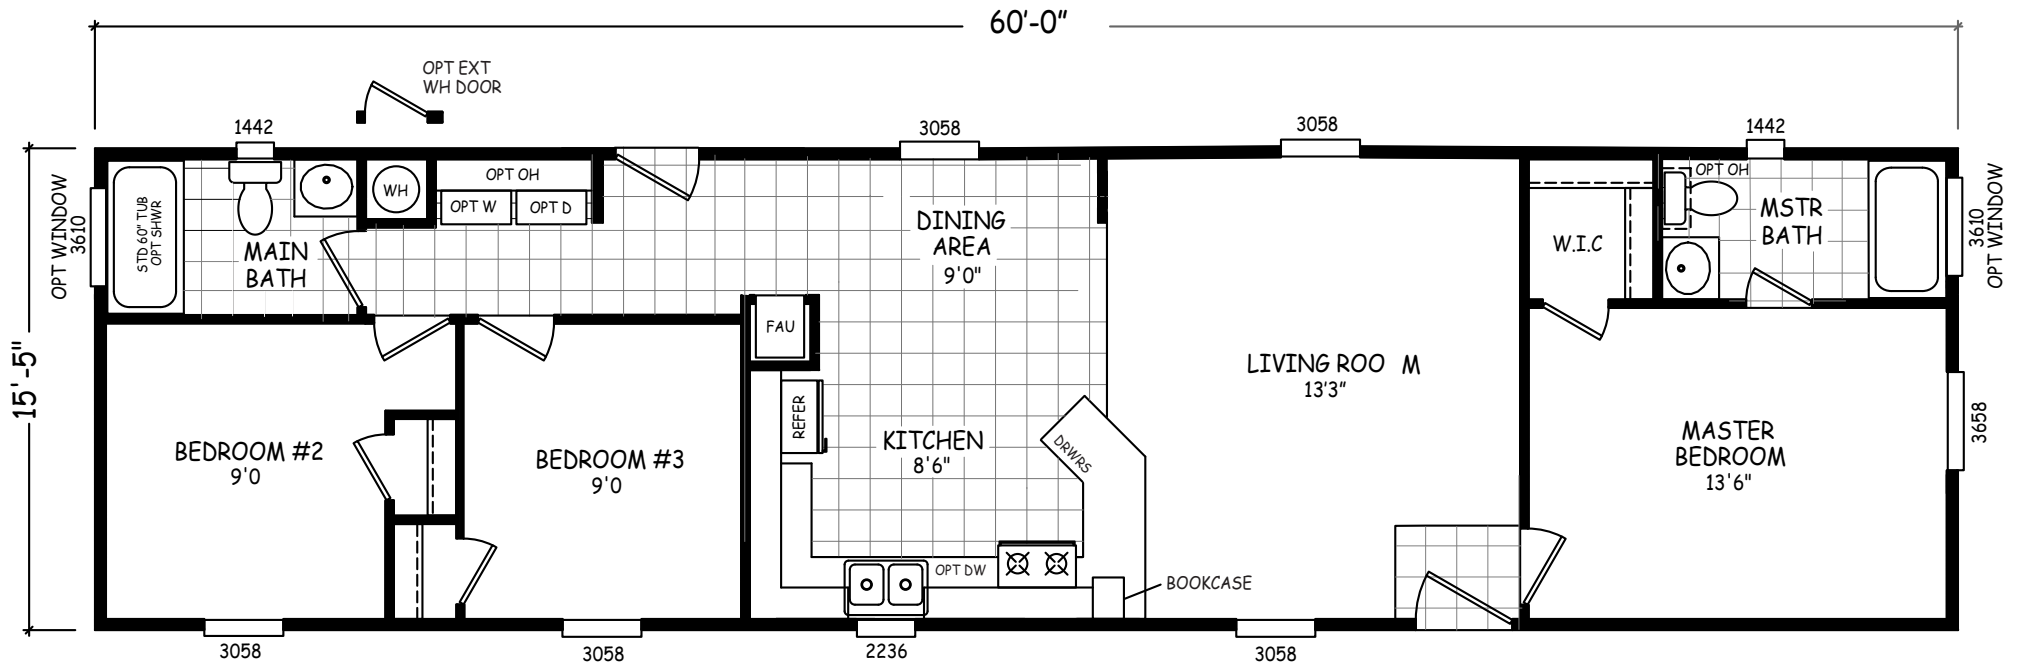 60'-0"
OPT EXT
WH DOOR
1442
3058
3058
1442
OPT WINDOW
3610
STD 60" TUB
OPT SHWR
MAIN
BATH
WH
OPT OH
OPT W
OPT D
DINING
AREA
9'0"
OPT OH
MSTR
BATH
W.I.C
3610
OPT WINDOW
15'-5"
FAU
REFER
KITCHEN
8'6"
DRWRS
LIVING ROO M
13'3"
BEDROOM #2
9'0
BEDROOM #3
9'0
MASTER
BEDROOM
13'6"
3658
OPT DW
BOOKCASE
3058
3058
2236
3058